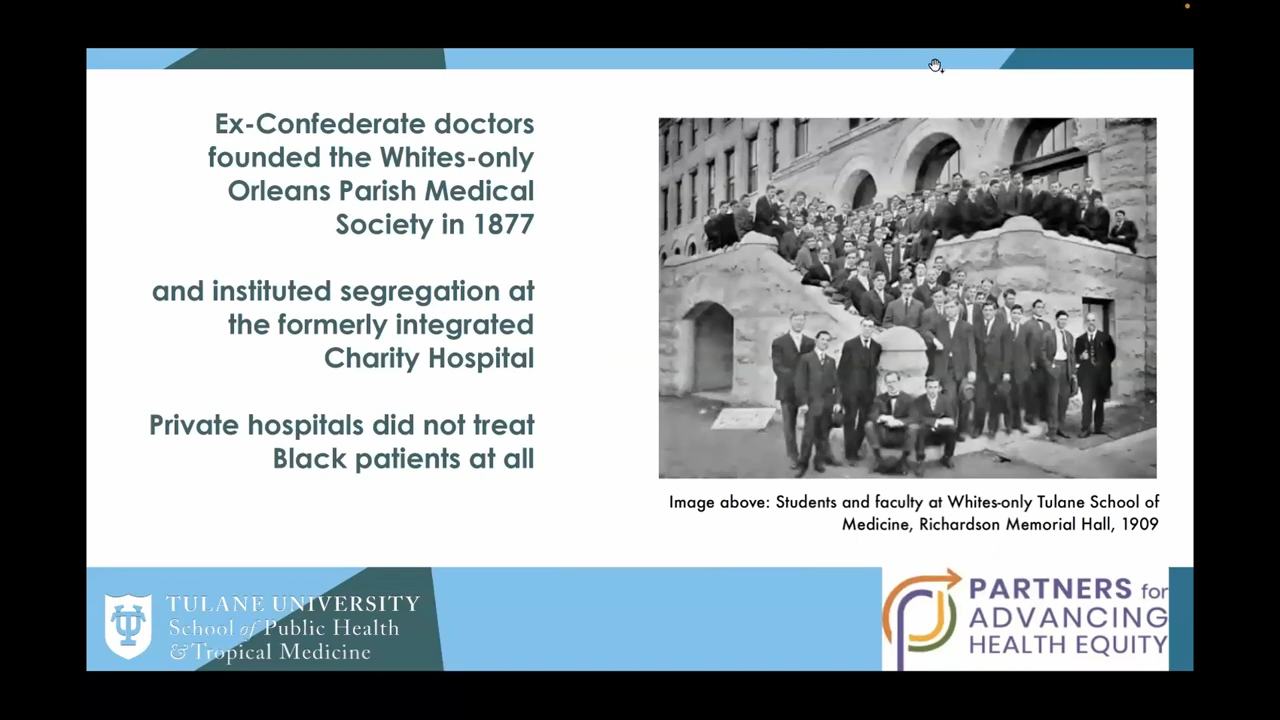 Ex-Confederate doctors
founded the Whites-only
Orleans Parish Medical
Society in 1877
and instituted segregation at
the formerly integrated
Charity Hospital
Private hospitals did not treat
Black patients at all
Image above: Students and faculty at Whites-only Tulane School of
Medicine, Richardson Memorial Hall, 1909
TULANE UNIVERSITY
School of Public Health
& Tropical Medicine
PARTNERS for
ADVANCING
HEALTH EQUITY